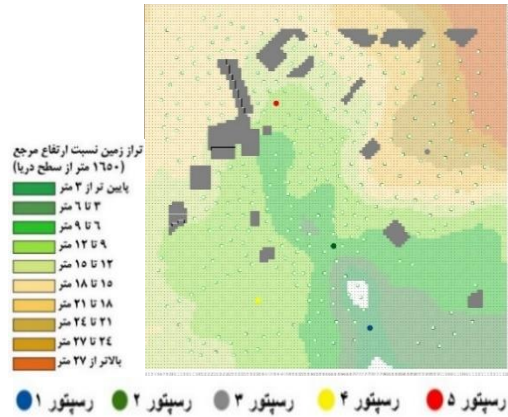 تراز زمین نسبت ارتفاع مرجع
(۱۶۵۰ متر از سطح دریا)
پایین تر از ۳ متر
۳ تا ۶ متر
۶ تا ۹ متر
۹ تا ۱۲ متر
۱۲ تا ۱۵ متر
۱۵ تا ۱۸ متر
۱۸ تا ۲۱ متر
۲۱ تا ۲۴ متر
۲۴ تا ۲۷ متر
بالاتر از ۲۷ متر
رسپتور ۱ رسپتور ۲ رسپتور ۳ رسپتور ۴ رسپتور ۵